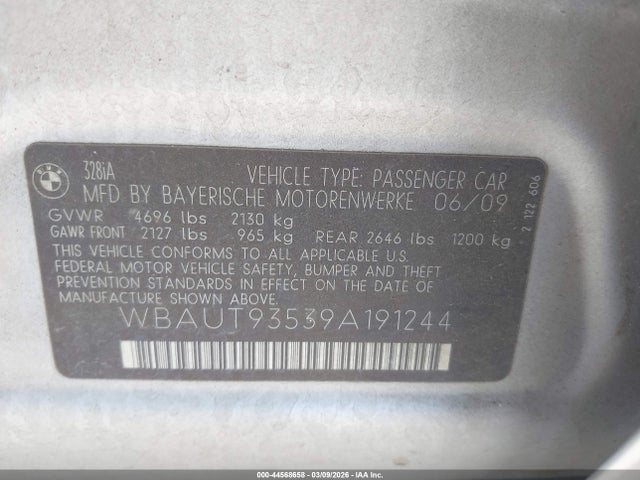 BMW
328iA
VEHICLE TYPE: PASSENGER CAR
MFD BY BAYERISCHE MOTORENWERKE 06/09
GVWR 4696 lbs 2130 kg
GAWR FRONT 2127 lbs 965 kg REAR 2646 lbs 1200 kg
THIS VEHICLE CONFORMS TO ALL APPLICABLE U.S.
FEDERAL MOTOR VEHICLE SAFETY, BUMPER AND THEFT
PREVENTION STANDARDS IN EFFECT ON THE DATE OF
MANUFACTURE SHOWN ABOVE.
WBAUT93539A191244
2 122 606
000-44568658 | 03/09/2026 | IAA Inc.